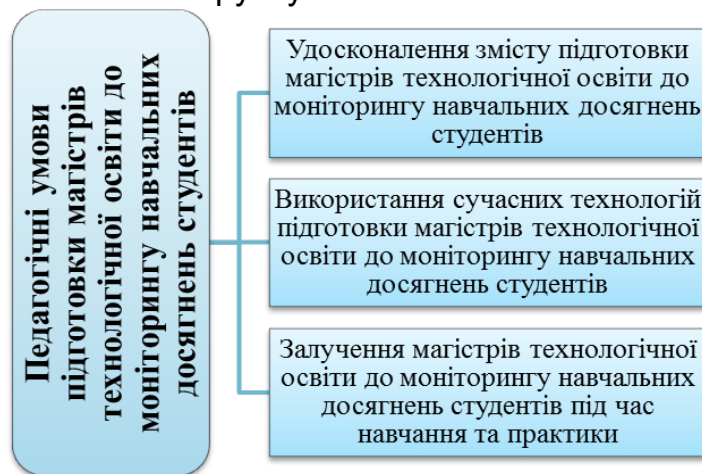 Педагогічні умови
підготовки магістрів
технологічної освіти до
моніторингу навчальних
досягнень студентів
Удосконалення змісту підготовки
магістрів технологічної освіти до
моніторингу навчальних досягнень
студентів
Використання сучасних технологій
підготовки магістрів технологічної
освіти до моніторингу навчальних
досягнень студентів
Залучення магістрів технологічної
освіти до моніторингу навчальних
досягнень студентів під час
навчання та практики